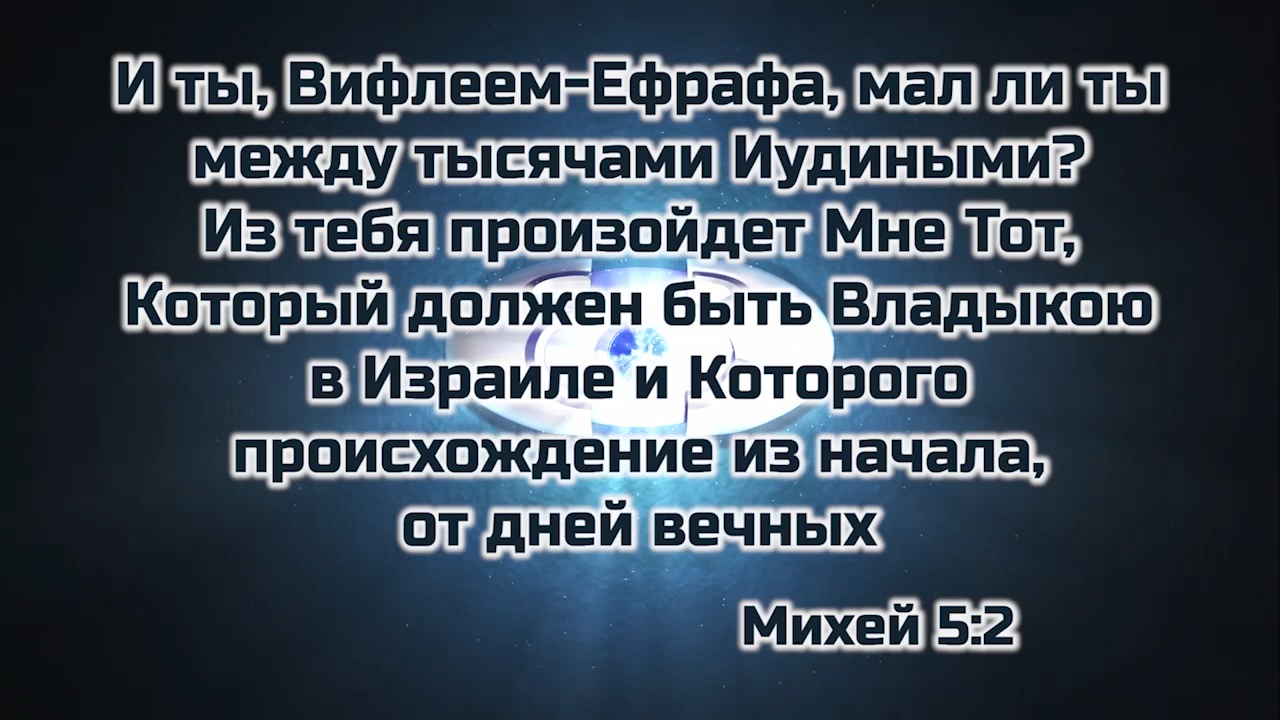 И ты, Вифлеем-Ефрафа, мал ли ты
между тысячами Иудиными?
Из тебя произойдет Мне Тот,
Который должен быть Владыкою
в Израиле и Которого
происхождение из начала,
от дней вечных
Михей 5:2